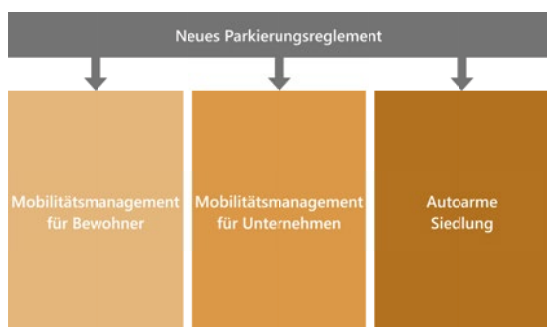 Neues Parkierungsreglement
Mobilitätsmanagement
für Bewohner
Mobilitätsmanagement
für Unternehmen
Autoarme
Siedlung